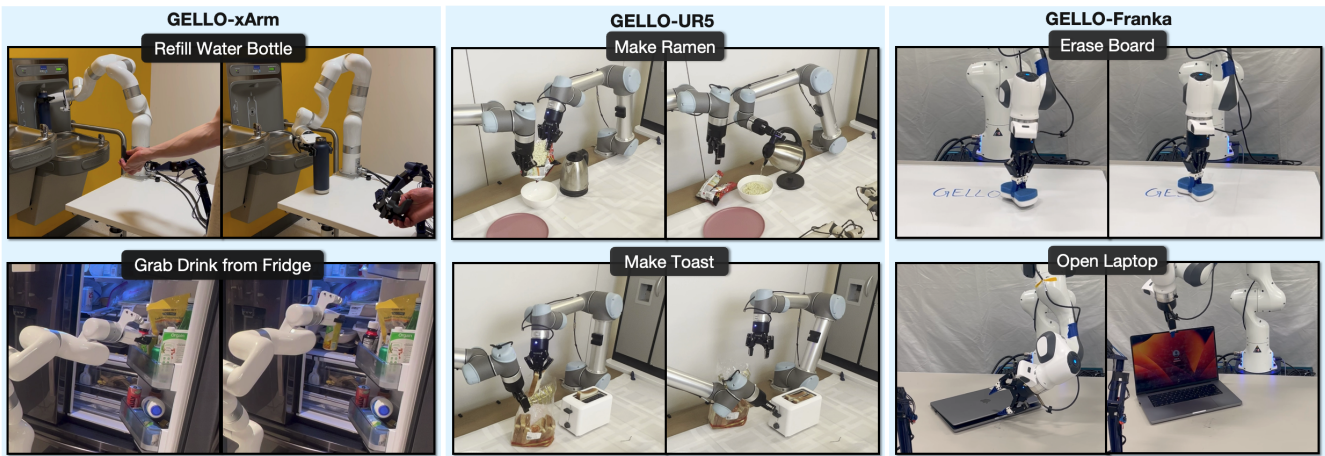 GELLO-xArm
GELLO-UR5
GELLO-Franka
Refill Water Bottle
Make Ramen
Erase Board
GELLO
GE
Grab Drink from Fridge
Make Toast
Open Laptop